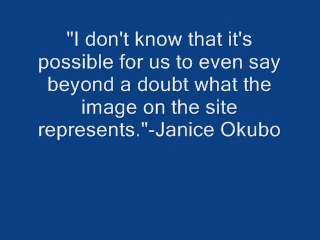 "I don't know that it's
possible for us to even say
beyond a doubt what the
image on the site
represents."-Janice Okubo